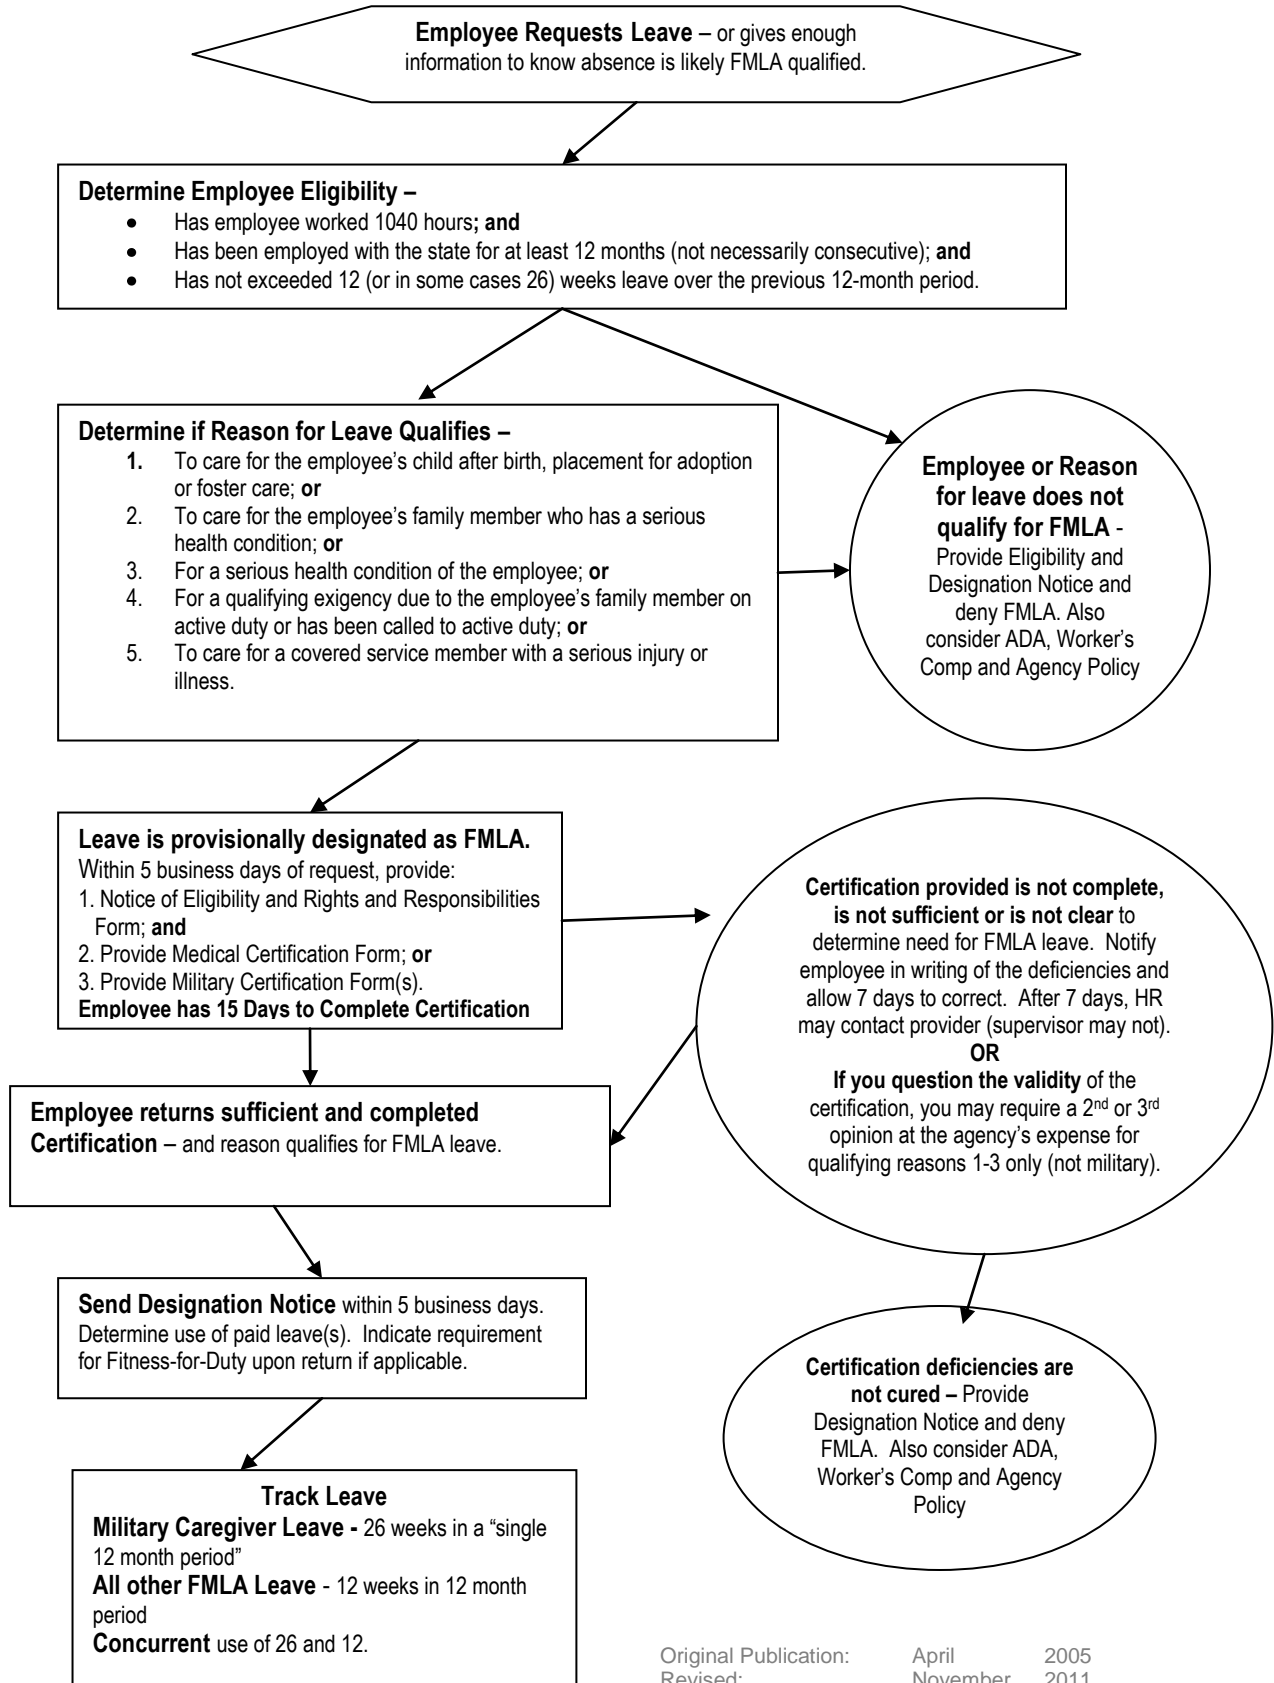 Employee Requests Leave – or gives enough
information to know absence is likely FMLA qualified.
Determine Employee Eligibility –
• Has employee worked 1040 hours; and
• Has been employed with the state for at least 12 months (not necessarily consecutive); and
• Has not exceeded 12 (or in some cases 26) weeks leave over the previous 12-month period.
Determine if Reason for Leave Qualifies –
1. To care for the employee’s child after birth, placement for adoption
or foster care; or
2. To care for the employee’s family member who has a serious
health condition; or
3. For a serious health condition of the employee; or
4. For a qualifying exigency due to the employee’s family member on
active duty or has been called to active duty; or
5. To care for a covered service member with a serious injury or
illness.
Employee or Reason
for leave does not
qualify for FMLA -
Provide Eligibility and
Designation Notice and
deny FMLA. Also
consider ADA, Worker’s
Comp and Agency Policy
Leave is provisionally designated as FMLA.
Within 5 business days of request, provide:
1. Notice of Eligibility and Rights and Responsibilities
Form; and
2. Provide Medical Certification Form; or
3. Provide Military Certification Form(s).
Employee has 15 Days to Complete Certification
Certification provided is not complete,
is not sufficient or is not clear to
determine need for FMLA leave. Notify
employee in writing of the deficiencies and
allow 7 days to correct. After 7 days, HR
may contact provider (supervisor may not).
OR
If you question the validity of the
certification, you may require a 2nd or 3rd
opinion at the agency’s expense for
qualifying reasons 1-3 only (not military).
Employee returns sufficient and completed
Certification – and reason qualifies for FMLA leave.
Send Designation Notice within 5 business days.
Determine use of paid leave(s). Indicate requirement
for Fitness-for-Duty upon return if applicable.
Certification deficiencies are
not cured – Provide
Designation Notice and deny
FMLA. Also consider ADA,
Worker’s Comp and Agency
Policy
Track Leave
Military Caregiver Leave - 26 weeks in a “single
12 month period”
All other FMLA Leave - 12 weeks in 12 month
period
Concurrent use of 26 and 12.
Original Publication: April 2005
Revised: November 2011